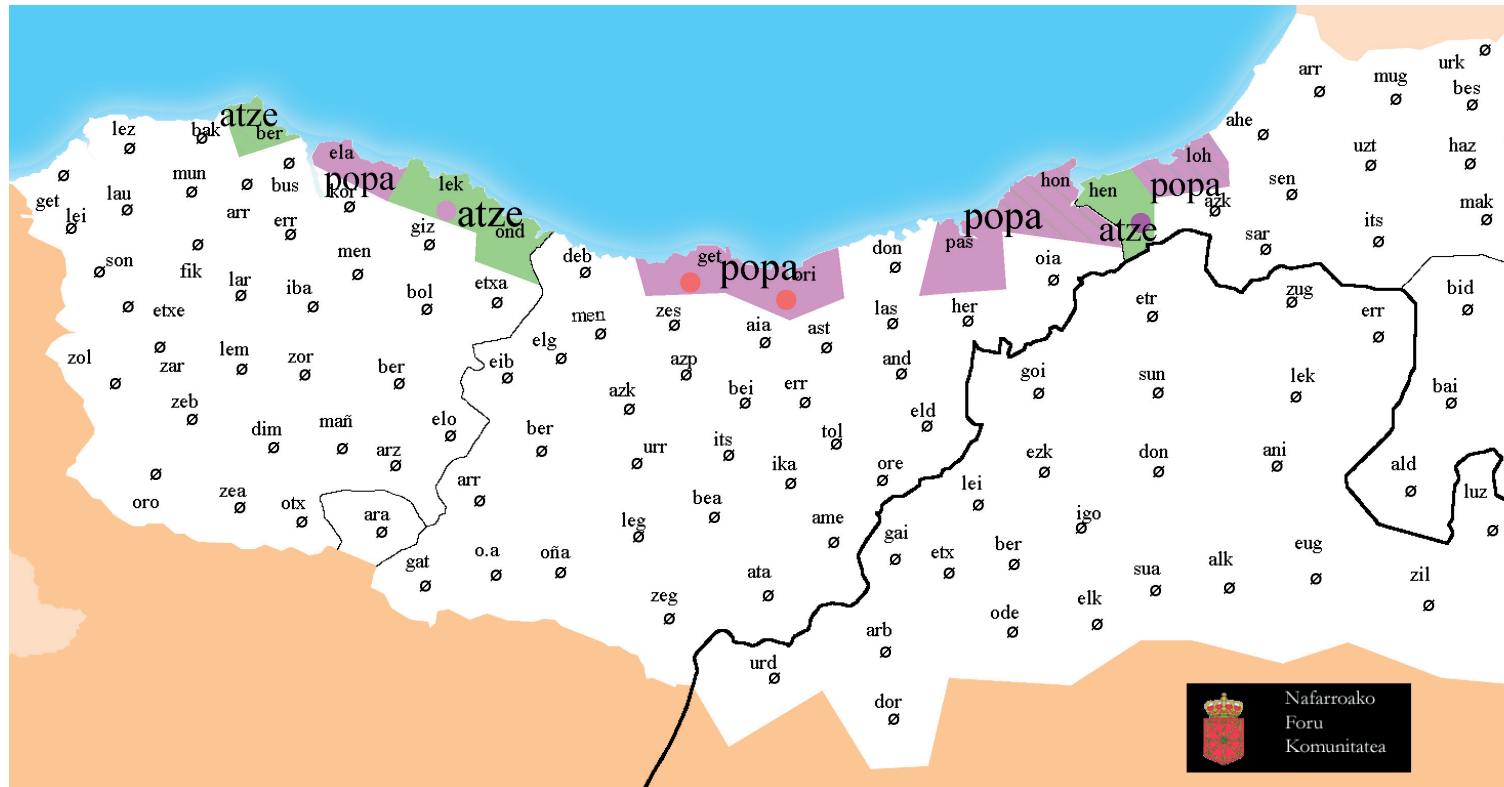 urk
arr
mug
bes
atze
ahe
lez
bak
ber
ela
loh
uzt
haz
mun
popa
lek
hon
hen
popa
sen
get
lau
bus
kor
popa
azk
mak
lei
arr
err
giz
atze
ond
atze
its
sar
son
fik
men
deb
get
popa
ori
don
pas
oia
lar
iba
bol
etxa
etr
zug
bid
etxe
men
zes
aia
ast
las
her
err
zol
zar
lem
zor
ber
eib
elg
azp
and
goi
sun
lek
bai
zeb
azk
bei
err
eld
dim
mañ
elo
ber
its
tol
arz
urr
ika
ore
ezk
don
ani
ald
oro
zea
otx
ara
arr
bea
lei
luz
leg
ame
igo
gat
o.a
oña
gai
etx
ber
eug
zeg
ata
sua
alk
zil
ode
elk
arb
urd
dor
Nafarroako
Foru
Komunitatea